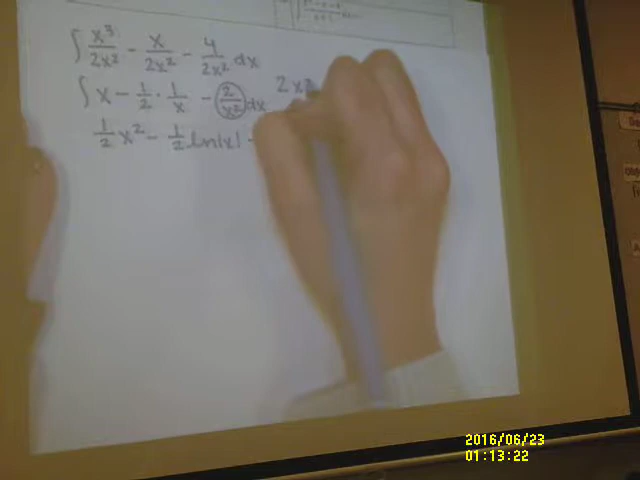 ∫ x³/2x² - x/2x² - 4/2x² dx
∫ x - 1/2 · 1/x - 2/x² dx 2x
1/2 x² - 1/2 ln|x|
2016/06/23
01:13:22